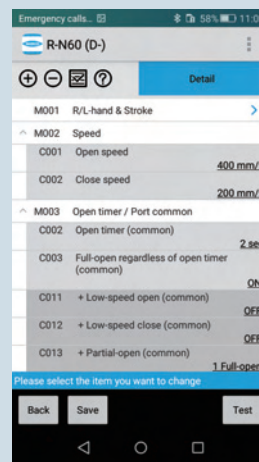 Emergency calls... 58% 11:0
R-N60 (D-)
Detail
M001 R/L-hand & Stroke
M002 Speed
C001 Open speed
400 mm/
C002 Close speed
200 mm/
M003 Open timer / Port common
C002 Open timer (common)
2 se
C003 Full-open regardless of open timer
(common)
ON
C011 + Low-speed open (common)
OFF
C012 + Low-speed close (common)
OFF
C013 + Partial-open (common)
1 Full-open
Please select the item you want to change
Back Save Test